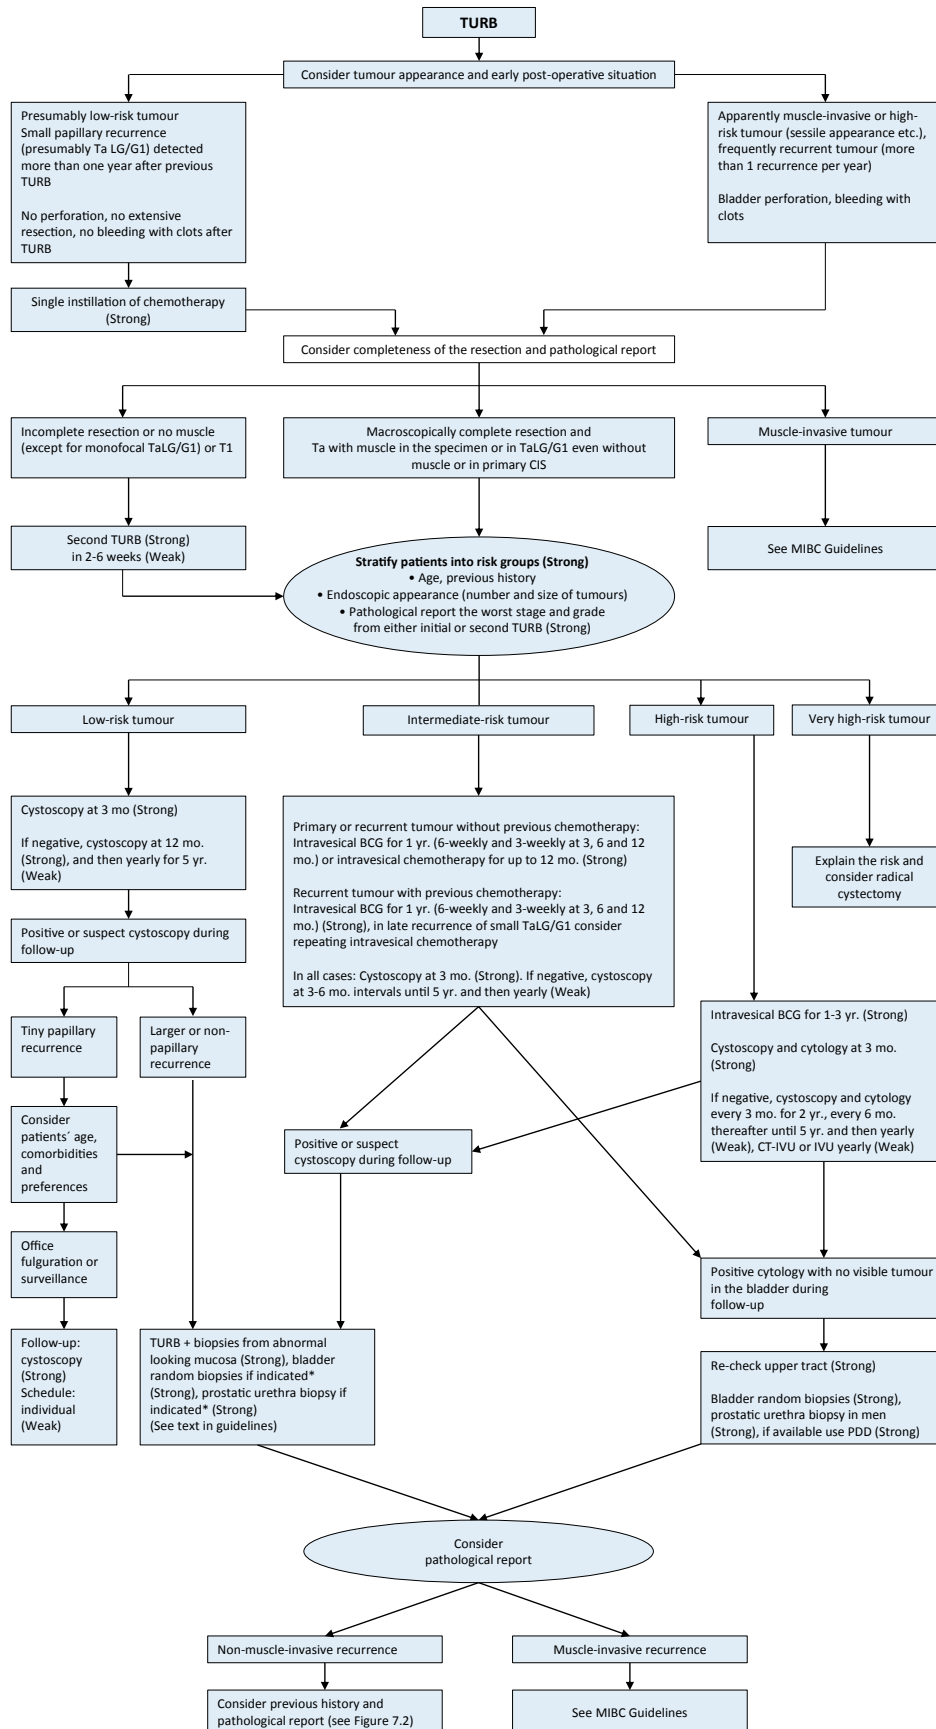 TURB
Consider tumour appearance and early post-operative situation
Presumably low-risk tumour
Small papillary recurrence
(presumably Ta LG/G1) detected
more than one year after previous
TURB
No perforation, no extensive
resection, no bleeding with clots after
TURB
Apparently muscle-invasive or high-
risk tumour (sessile appearance etc.),
frequently recurrent tumour (more
than 1 recurrence per year)
Bladder perforation, bleeding with
clots
Single instillation of chemotherapy
(Strong)
Consider completeness of the resection and pathological report
Incomplete resection or no muscle
(except for monofocal TaLG/G1) or T1
Macroscopically complete resection and
Ta with muscle in the specimen or in TaLG/G1 even without
muscle or in primary CIS
Muscle-invasive tumour
Second TURB (Strong)
in 2-6 weeks (Weak)
See MIBC Guidelines
Stratify patients into risk groups (Strong)
• Age, previous history
• Endoscopic appearance (number and size of tumours)
• Pathological report the worst stage and grade
from either initial or second TURB (Strong)
Low-risk tumour
Intermediate-risk tumour
High-risk tumour
Very high-risk tumour
Cystoscopy at 3 mo (Strong)
If negative, cystoscopy at 12 mo.
(Strong), and then yearly for 5 yr.
(Weak)
Primary or recurrent tumour without previous chemotherapy:
Intravesical BCG for 1 yr. (6-weekly and 3-weekly at 3, 6 and 12
mo.) or intravesical chemotherapy for up to 12 mo. (Strong)
Recurrent tumour with previous chemotherapy:
Intravesical BCG for 1 yr. (6-weekly and 3-weekly at 3, 6 and 12
mo.) (Strong), in late recurrence of small TaLG/G1 consider
repeating intravesical chemotherapy
In all cases: Cystoscopy at 3 mo. (Strong). If negative, cystoscopy
at 3-6 mo. intervals until 5 yr. and then yearly (Weak)
Explain the risk and
consider radical
cystectomy
Positive or suspect cystoscopy during
follow-up
Tiny papillary
recurrence
Larger or non-
papillary
recurrence
Intravesical BCG for 1-3 yr. (Strong)
Cystoscopy and cytology at 3 mo.
(Strong)
If negative, cystoscopy and cytology
every 3 mo. for 2 yr., every 6 mo.
thereafter until 5 yr. and then yearly
(Weak), CT-IVU or IVU yearly (Weak)
Consider
patients´ age,
comorbidities
and
preferences
Positive or suspect
cystoscopy during follow-up
Office
fulguration or
surveillance
Positive cytology with no visible tumour
in the bladder during
follow-up
Follow-up:
cystoscopy
(Strong)
Schedule:
individual
(Weak)
TURB + biopsies from abnormal
looking mucosa (Strong), bladder
random biopsies if indicated*
(Strong), prostatic urethra biopsy if
indicated* (Strong)
(See text in guidelines)
Re-check upper tract (Strong)
Bladder random biopsies (Strong),
prostatic urethra biopsy in men
(Strong), if available use PDD (Strong)
Consider
pathological report
Non-muscle-invasive recurrence
Muscle-invasive recurrence
Consider previous history and
pathological report (see Figure 7.2)
See MIBC Guidelines